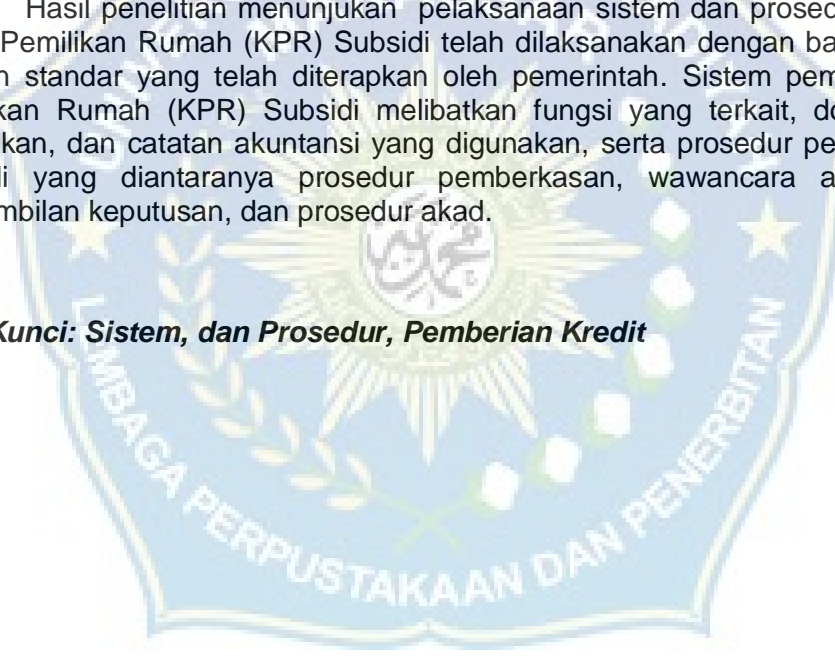 Hasil penelitian menunjukan pelaksanaan sistem dan prosed
Pemilikan Rumah (KPR) Subsidi telah dilaksanakan dengan ba
n standar yang telah diterapkan oleh pemerintah. Sistem pem
kan Rumah (KPR) Subsidi melibatkan fungsi yang terkait, do
kan, dan catatan akuntansi yang digunakan, serta prosedur pe
i yang diantaranya prosedur pemberkasan, wawancara a
mbilan keputusan, dan prosedur akad.
Kunci: Sistem, dan Prosedur, Pemberian Kredit
LEMBAGA PERPUSTAKAAN DAN PENERBITAN